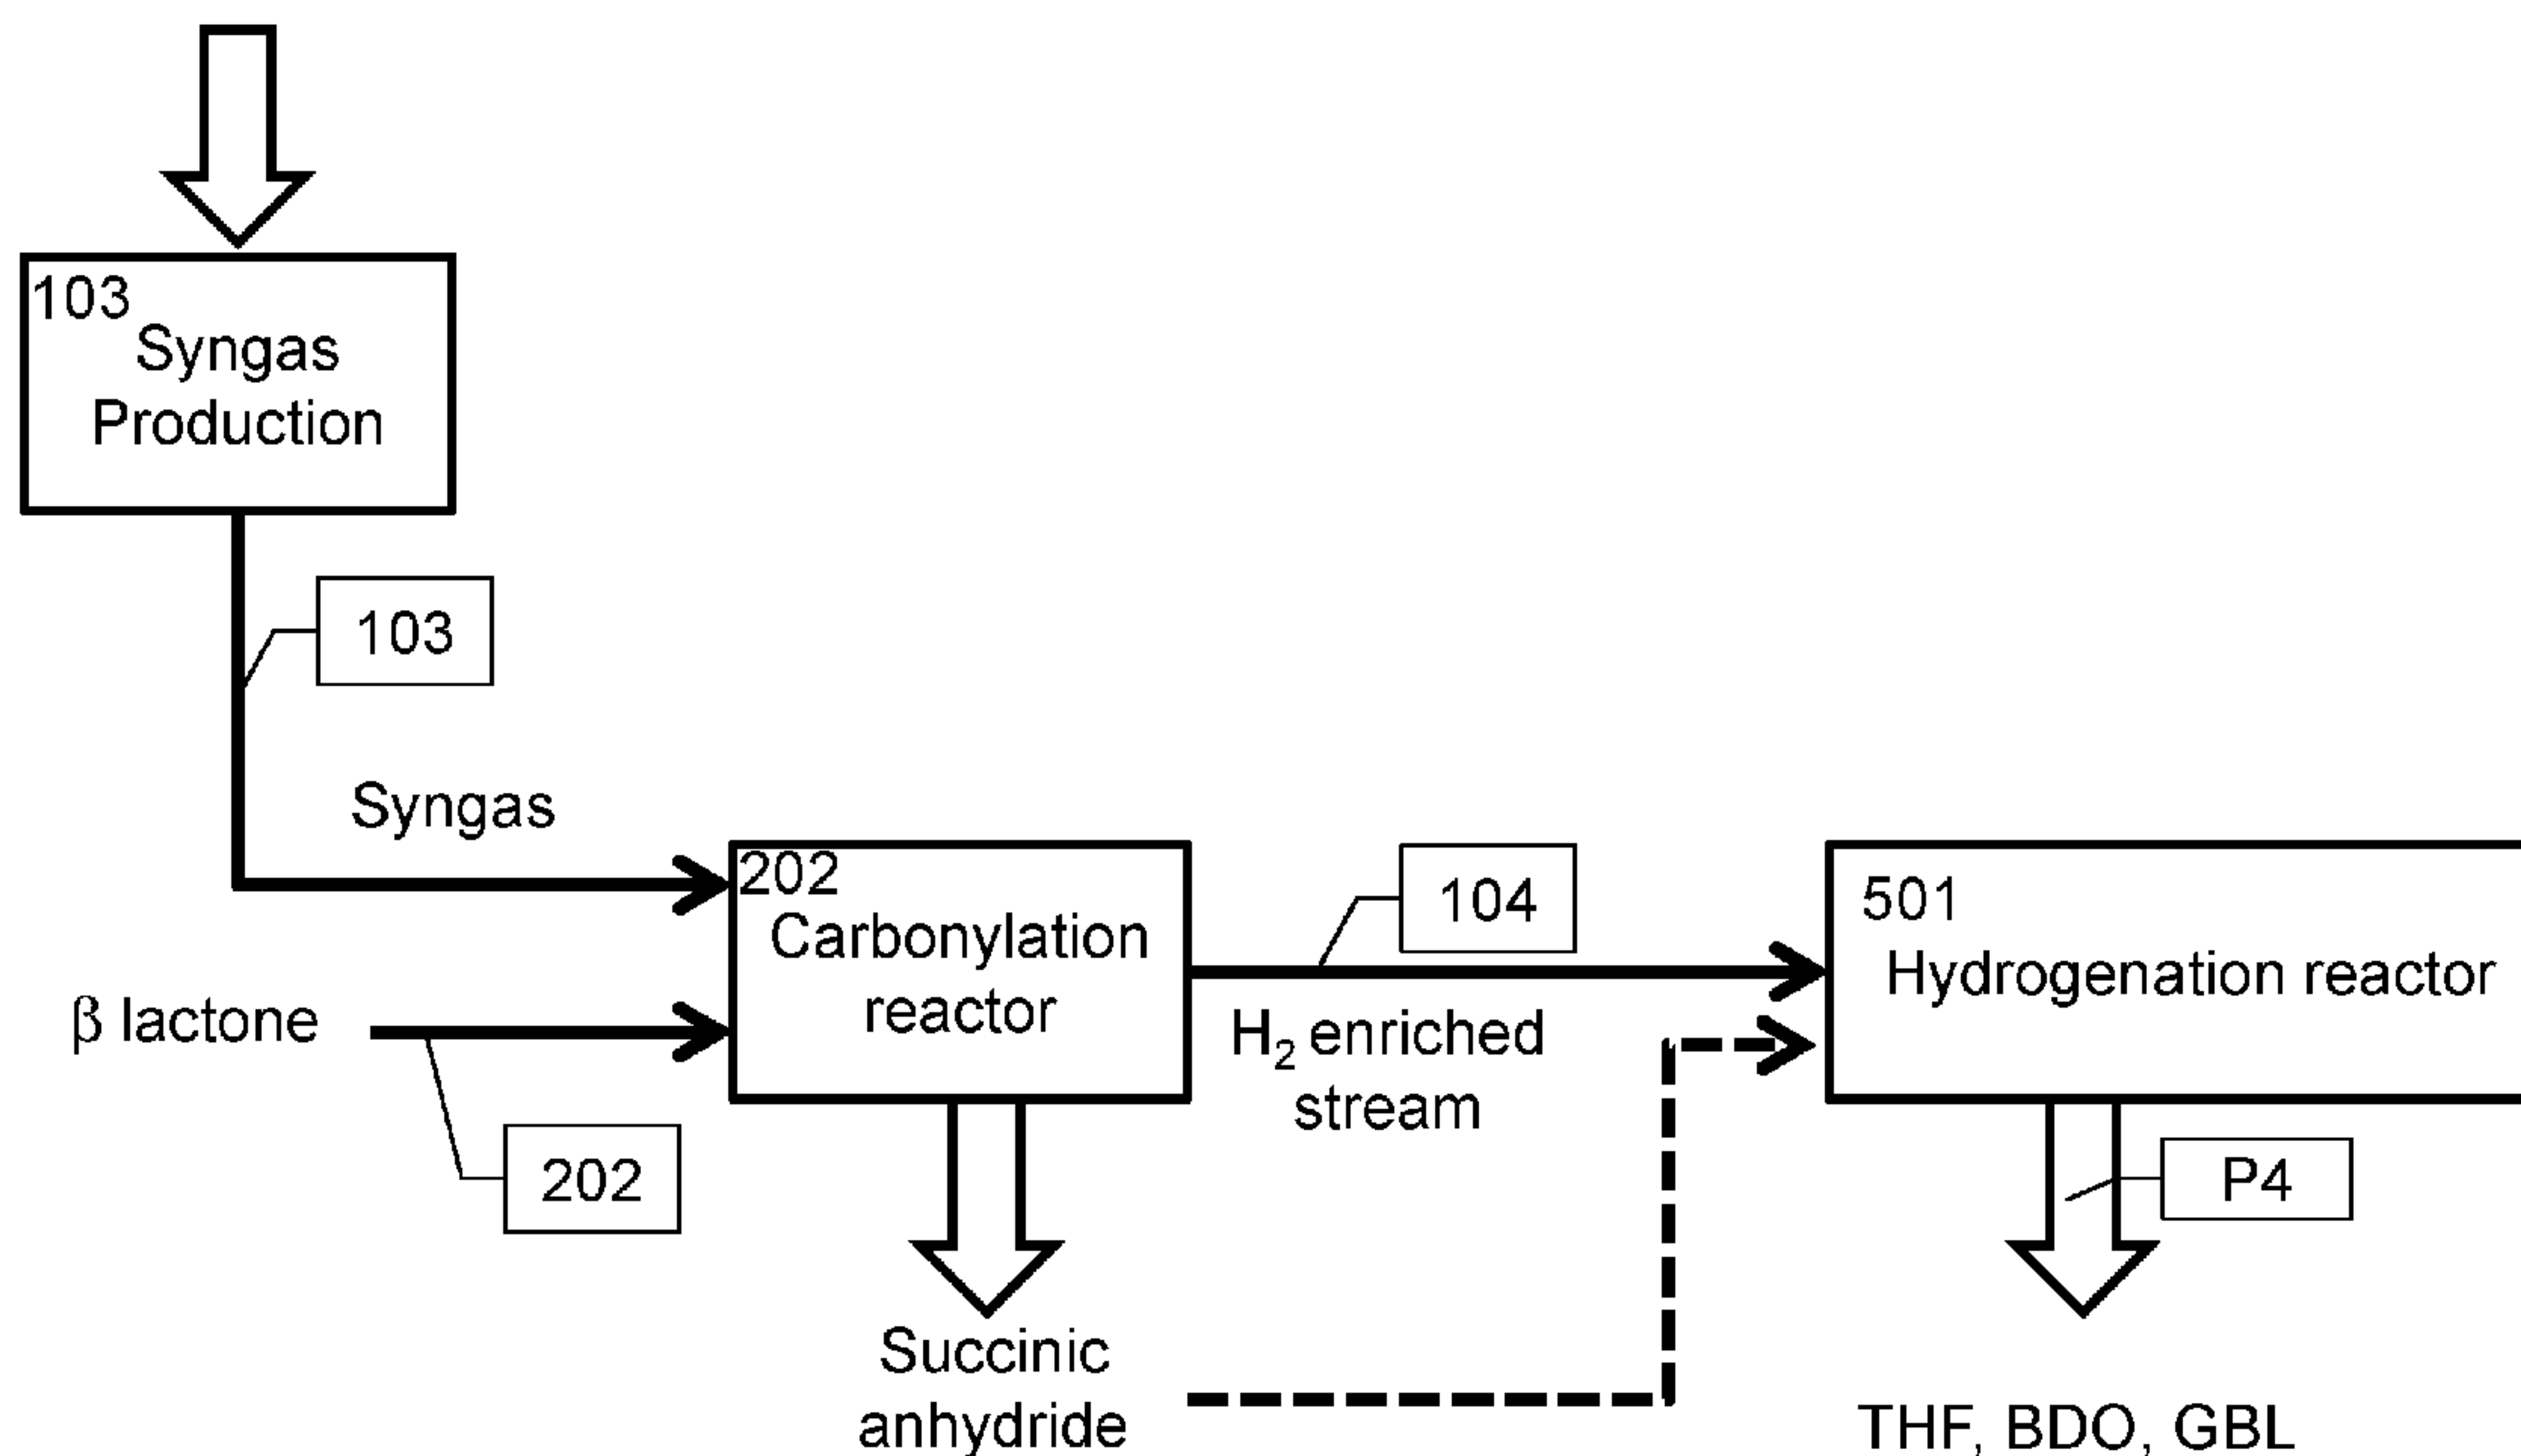 103
Syngas
Production
103
Syngas
202
Carbonylation
reactor
β lactone
202
104
H₂ enriched
stream
501
Hydrogenation reactor
P4
Succinic
anhydride
THF, BDO, GBL